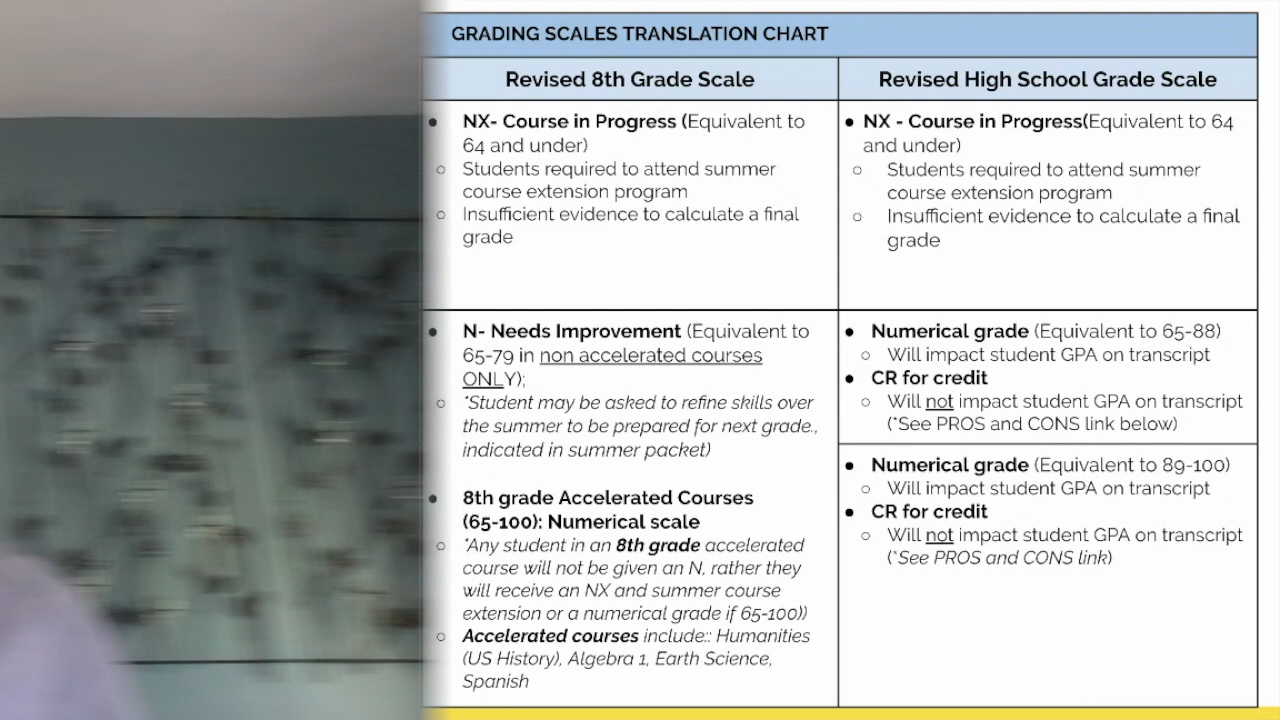 GRADING SCALES TRANSLATION CHART
Revised 8th Grade Scale
NX- Course in Progress (Equivalent to
64 and under)
Students required to attend summer
course extension program
Insufficient evidence to calculate a final
grade
N- Needs Improvement (Equivalent to
65-79 in non accelerated courses
ONLY);
*Student may be asked to refine skills over
the summer to be prepared for next grade.,
indicated in summer packet)
8th grade Accelerated Courses
(65-100): Numerical scale
*Any student in an 8th grade accelerated
course will not be given an N, rather they
will receive an NX and summer course
extension or a numerical grade if 65-100))
Accelerated courses include:: Humanities
(US History), Algebra 1, Earth Science,
Spanish
Revised High School Grade Scale
NX - Course in Progress(Equivalent to 64
and under)
Students required to attend summer
course extension program
Insufficient evidence to calculate a final
grade
Numerical grade (Equivalent to 65-88)
Will impact student GPA on transcript
CR for credit
Will not impact student GPA on transcript
(*See PROS and CONS link below)
Numerical grade (Equivalent to 89-100)
Will impact student GPA on transcript
CR for credit
Will not impact student GPA on transcript
(*See PROS and CONS link)